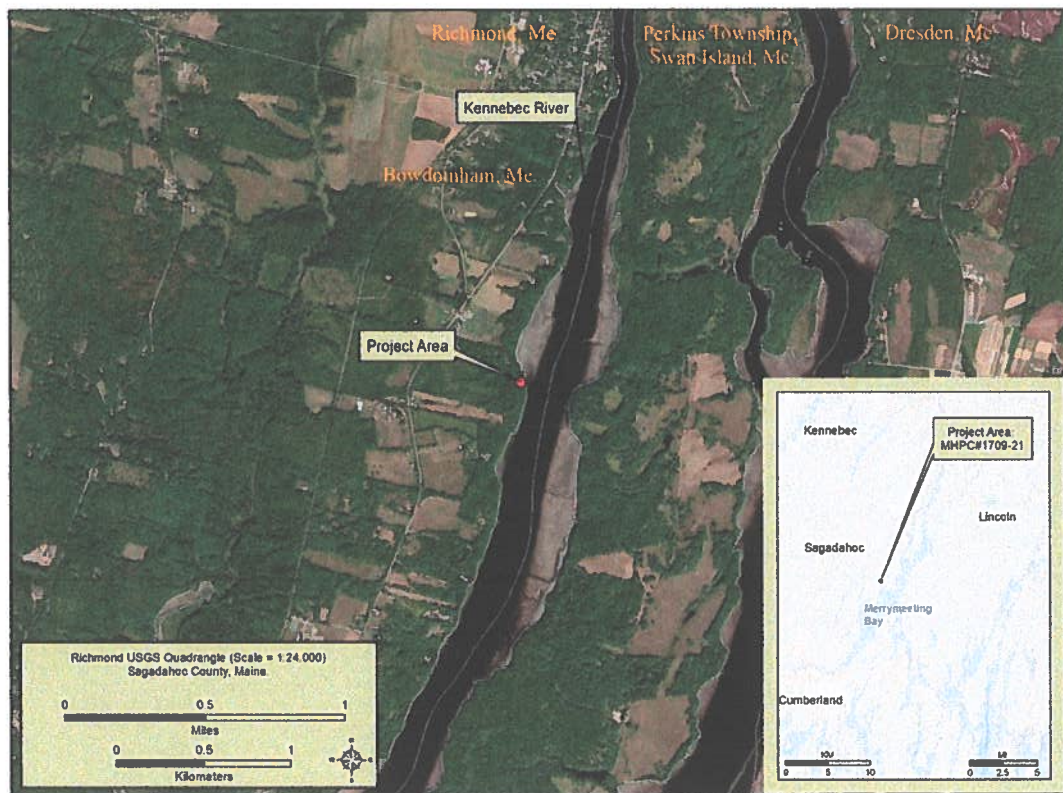 Richmond, Me
Perkins Township,
Swan Island, Me.
Dresden, Me
Kennebec River
Bowdoinham, Me.
Project Area
Project Area:
MHPC#1709-21
Kennebec
Lincoln
Sagadahoc
Merrymeeting
Bay
Cumberland
Richmond USGS Quadrangle (Scale = 1:24,000)
Sagadahoc County, Maine.
0 0.5 1
Miles
0 0.5 1
Kilometers
0 5 10
Mi
0 2.5 5